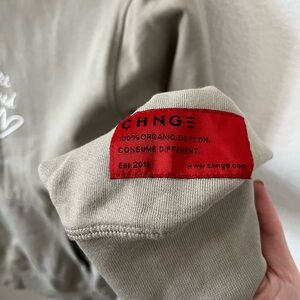 CHNGE
100% ORGANIC COTTON.
CONSUME DIFFERENT.
Est.2018 www.chnge.com